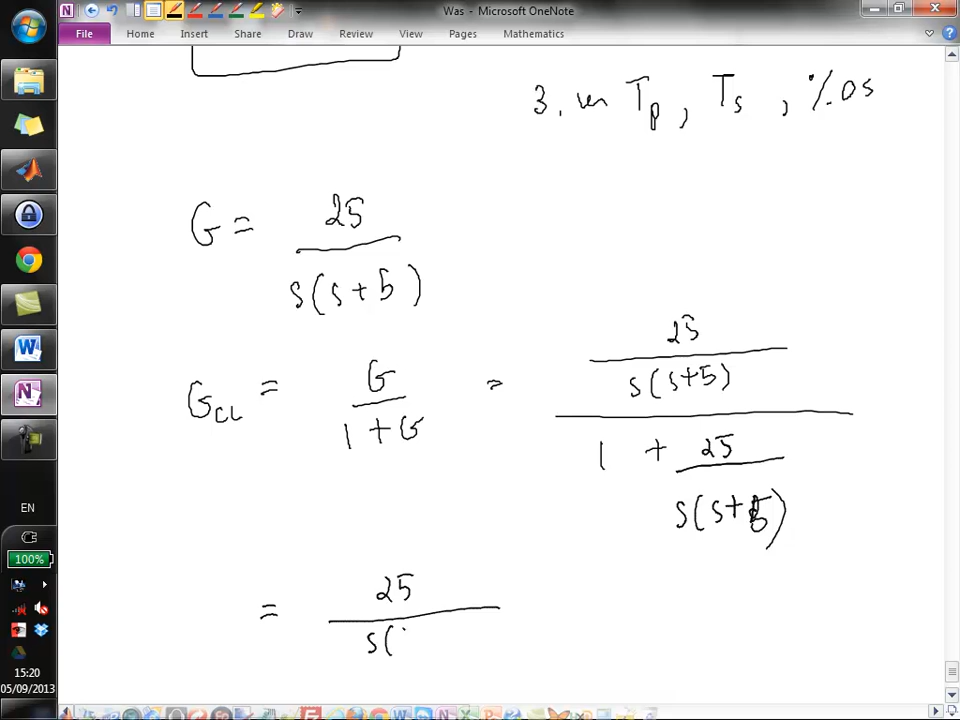 Was - Microsoft OneNote
File Home Insert Share Draw Review View Pages Mathematics
3. Tp, Ts, %OS
G = 25 / s(s+5)
GCL = G / 1 + G = 25 / s(s+5) / 1 + 25 / s(s+5)
= 25 / s(
EN
100%
15:20
05/09/2013